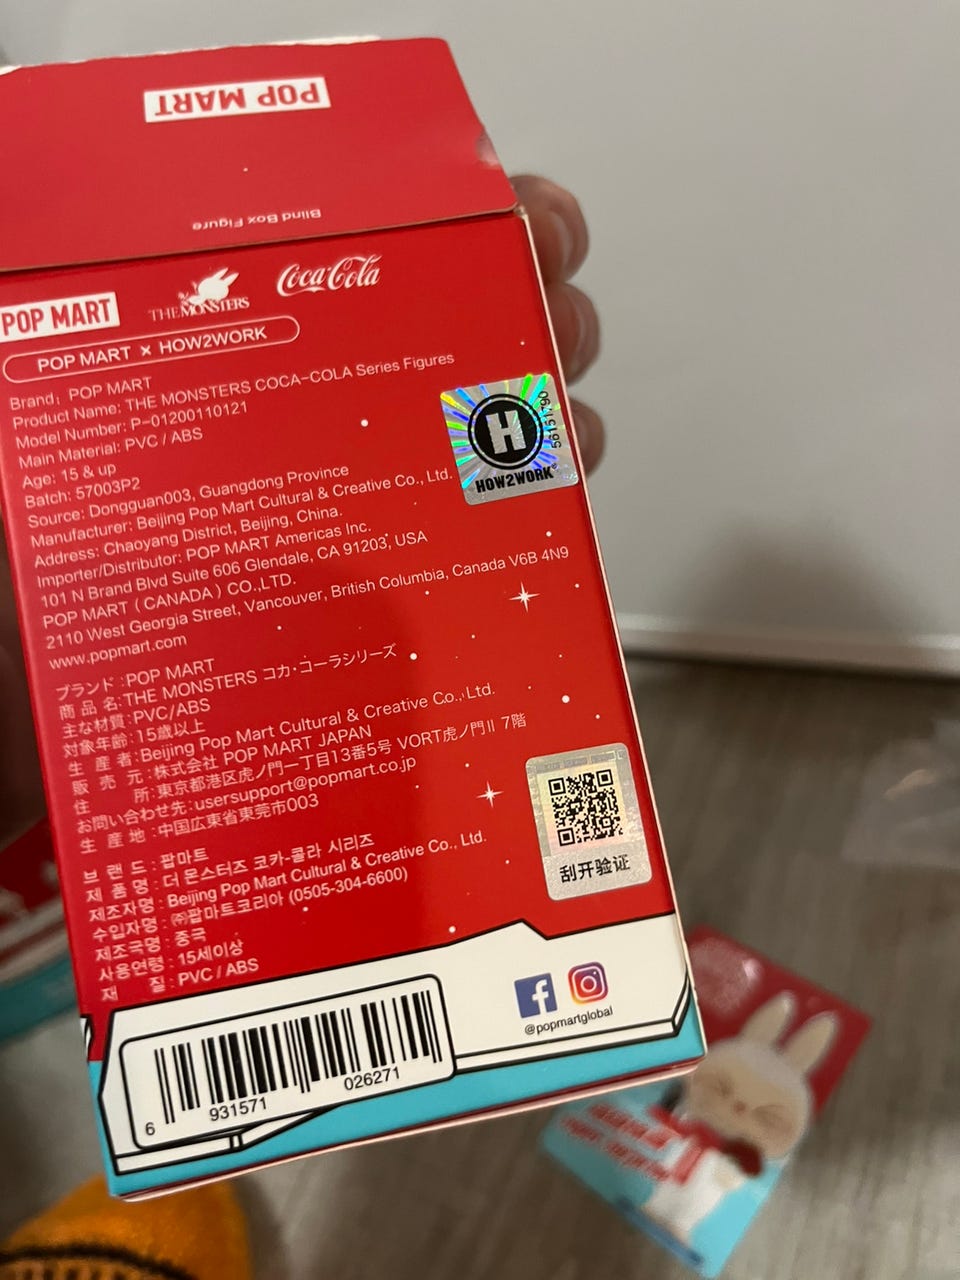 POP MART
Blind Box Figure
POP MART
THE MONSTERS
Coca-Cola
POP MART × HOW2WORK
Brand: POP MART
Product Name: THE MONSTERS COCA-COLA Series Figures
Model Number: P-01200110121
Main Material: PVC / ABS
Age: 15 & up
Batch: 57003P2
Source: Dongguan003, Guangdong Province
Manufacturer: Beijing Pop Mart Cultural & Creative Co., Ltd.
Address: Chaoyang District, Beijing, China.
Importer/Distributor: POP MART Americas Inc.
101 N Brand Blvd Suite 606 Glendale, CA 91203, USA
POP MART (CANADA) CO.,LTD.
2110 West Georgia Street, Vancouver, British Columbia, Canada V6B 4N9
www.popmart.com
H
HOW2WORK®
ブランド:POP MART
商品名:THE MONSTERS コカ・コーラシリーズ
主な材質:PVC/ABS
対象年齢:15歳以上
生産者:Beijing Pop Mart Cultural & Creative Co., Ltd.
販売元:株式会社 POP MART JAPAN
住所:東京都港区虎ノ門一丁目13番5号 VORT虎ノ門II 7階
お問い合わせ先:usersupport@popmart.co.jp
生産地:中国広東省東莞市003
브랜드: 팝마트
제품명: 더 몬스터즈 코카-콜라 시리즈
제조자명: Beijing Pop Mart Cultural & Creative Co., Ltd.
수입자명: ㈜팝마트코리아 (0505-304-6600)
제조국명: 중국
사용연령: 15세이상
재질: PVC / ABS
刮开验证
@popmartglobal
6 931571 026271